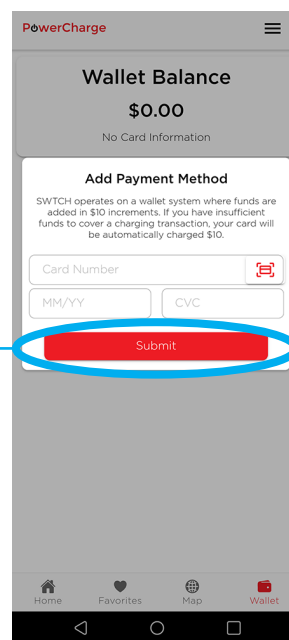 PowerCharge
Wallet Balance
$0.00
No Card Information
Add Payment Method
SWTCH operates on a wallet system where funds are
added in $10 increments. If you have insufficient
funds to cover a charging transaction, your card will
be automatically charged $10.
Card Number
MM/YY CVC
Submit
Home Favorites Map Wallet